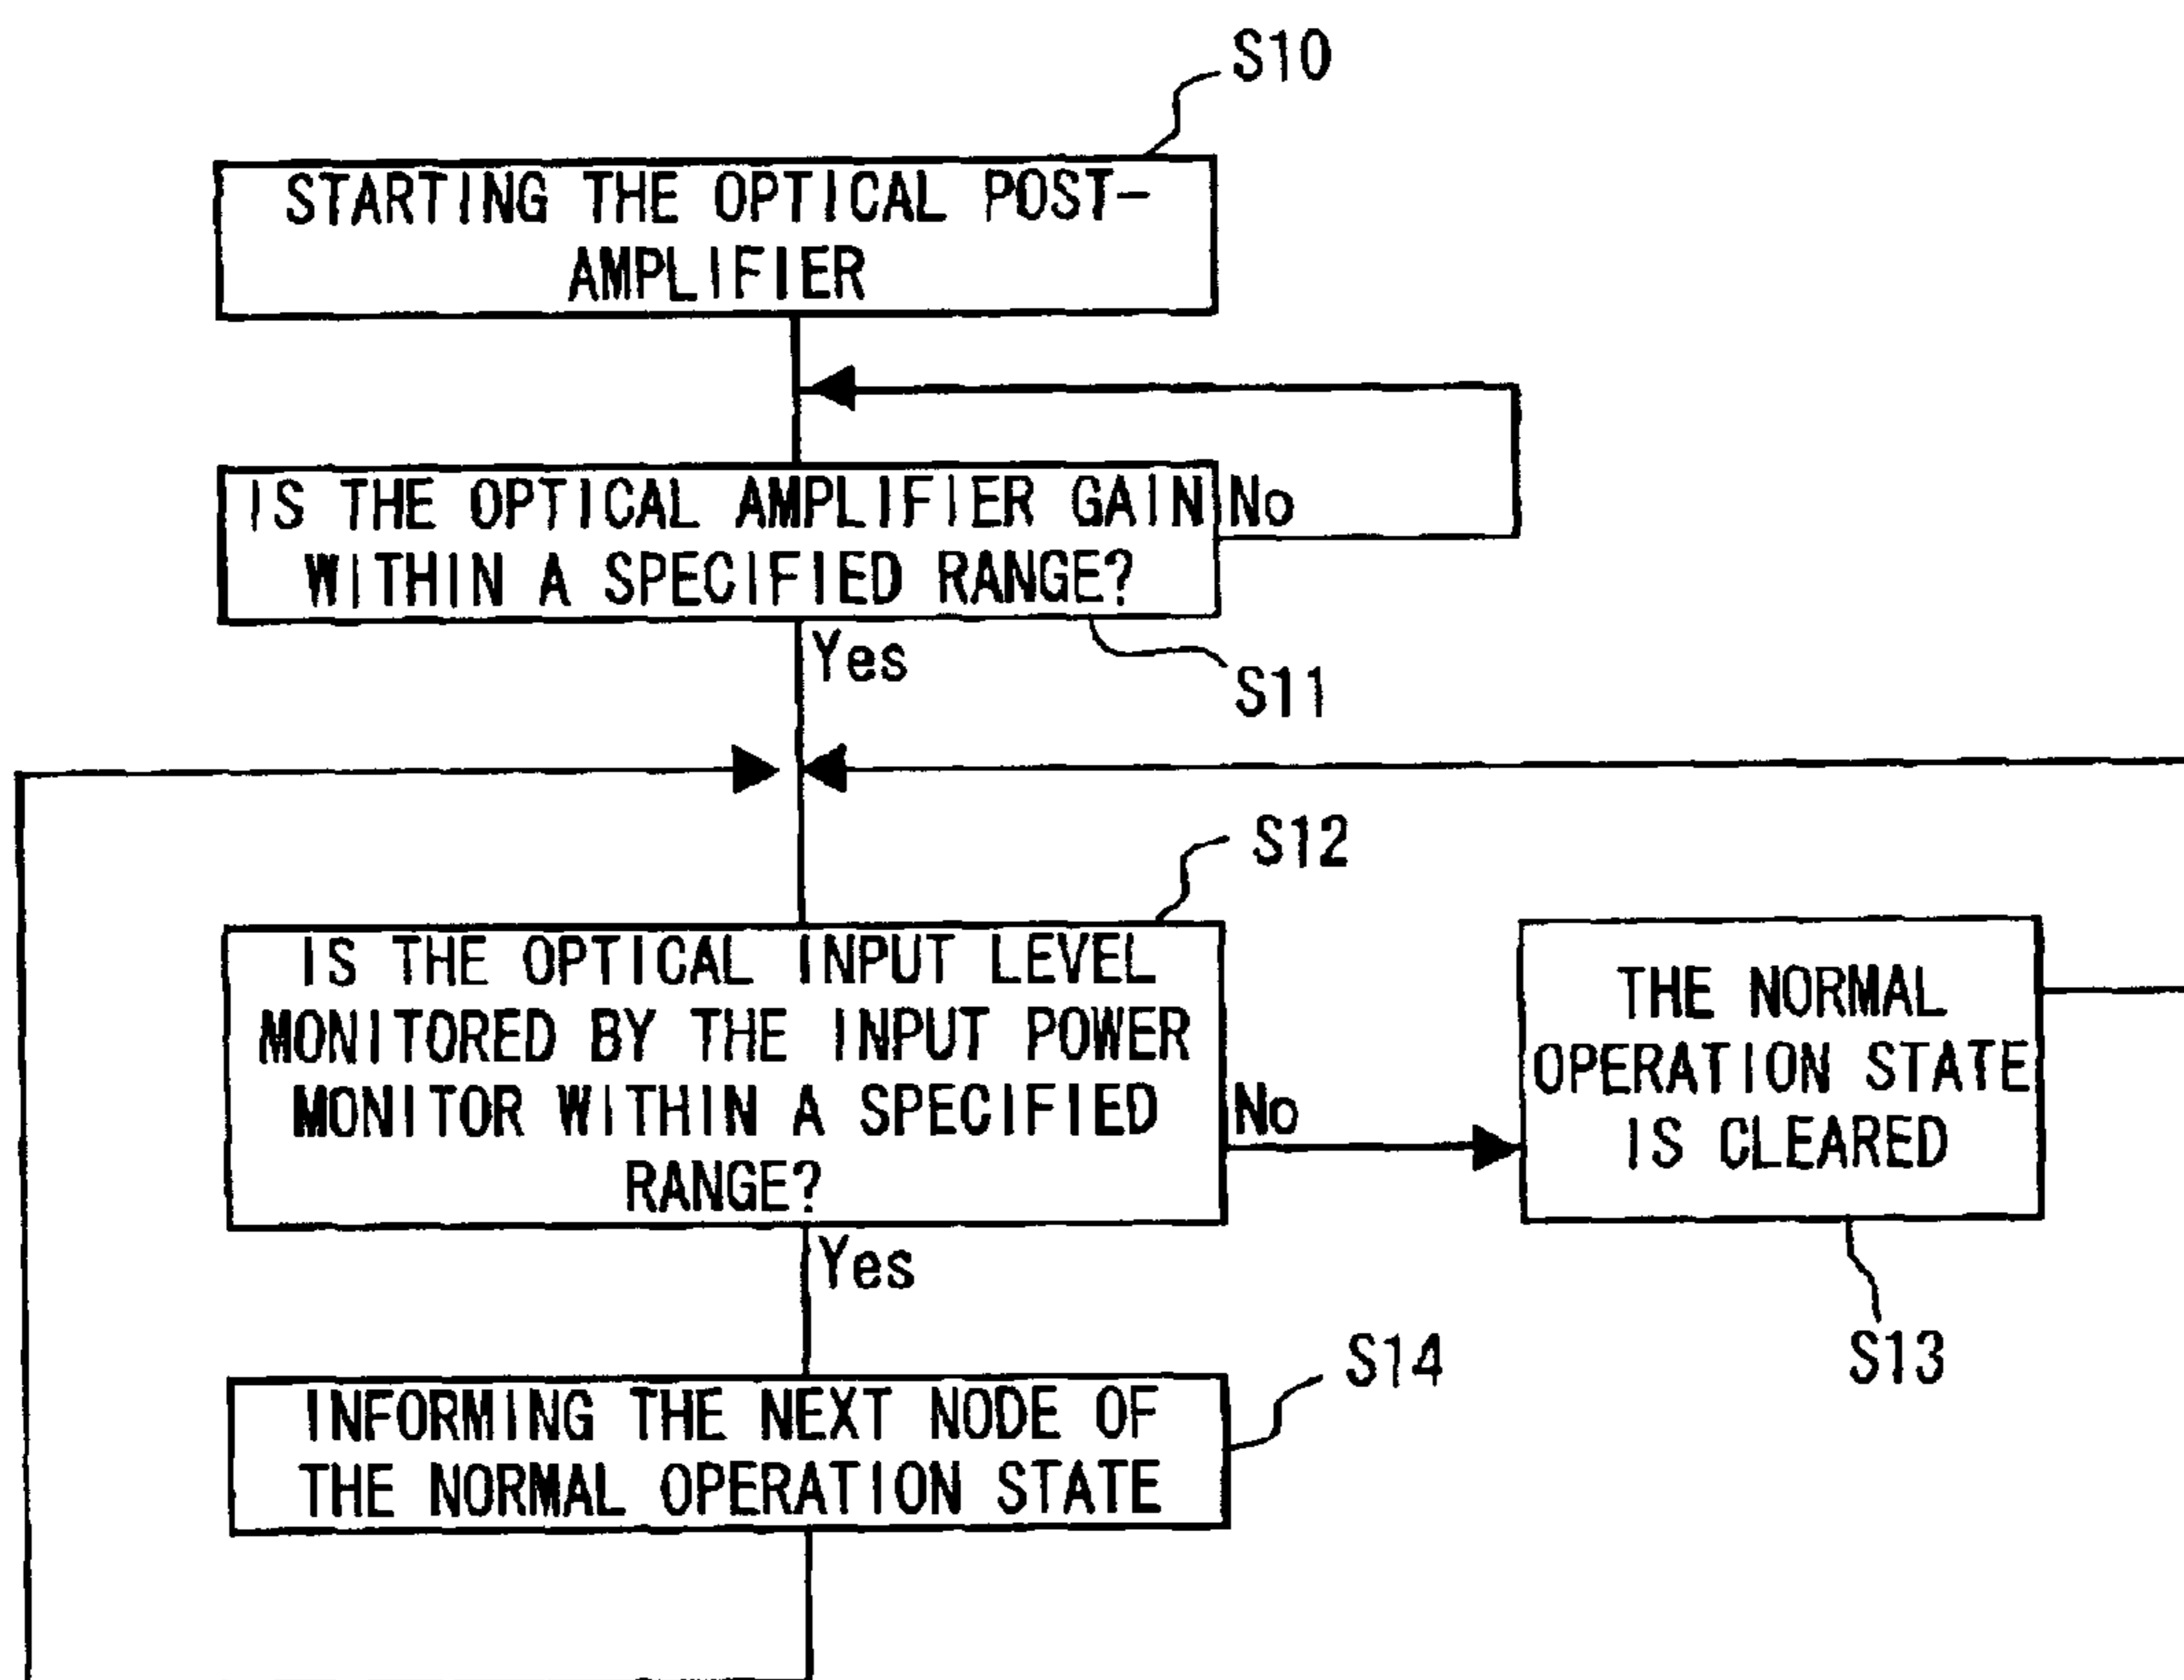 S10
STARTING THE OPTICAL POST-
AMPLIFIER
IS THE OPTICAL AMPLIFIER GAIN
WITHIN A SPECIFIED RANGE?
No
Yes
S11
S12
IS THE OPTICAL INPUT LEVEL
MONITORED BY THE INPUT POWER
MONITOR WITHIN A SPECIFIED
RANGE?
No
THE NORMAL
OPERATION STATE
IS CLEARED
Yes
S13
S14
INFORMING THE NEXT NODE OF
THE NORMAL OPERATION STATE